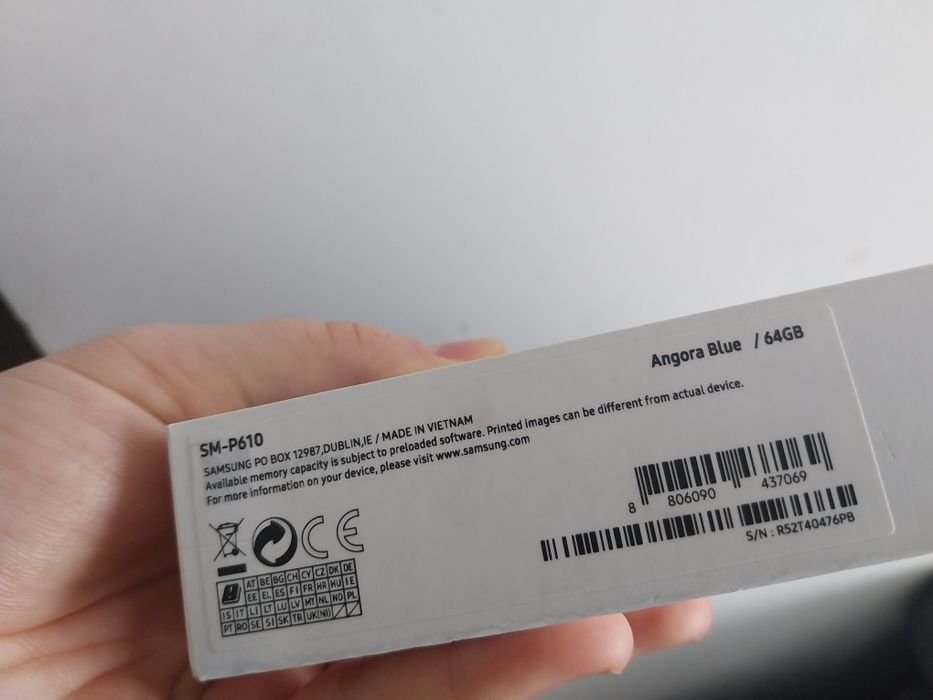 Angora Blue / 64GB
SM-P610
SAMSUNG PO BOX 12987,DUBLIN,IE / MADE IN VIETNAM
Available memory capacity is subject to preloaded software. Printed images can be different from actual device.
For more information on your device, please visit www.samsung.com
8 806090 437069
S/N : R52T40476PB
CE
AT BE BG CH CY CZ DK DE
EE EL ES FI FR HR HU IE
IS IT LI LT LU LV MT NL NO PL
PT RO SE SI SK TR UK(NI)